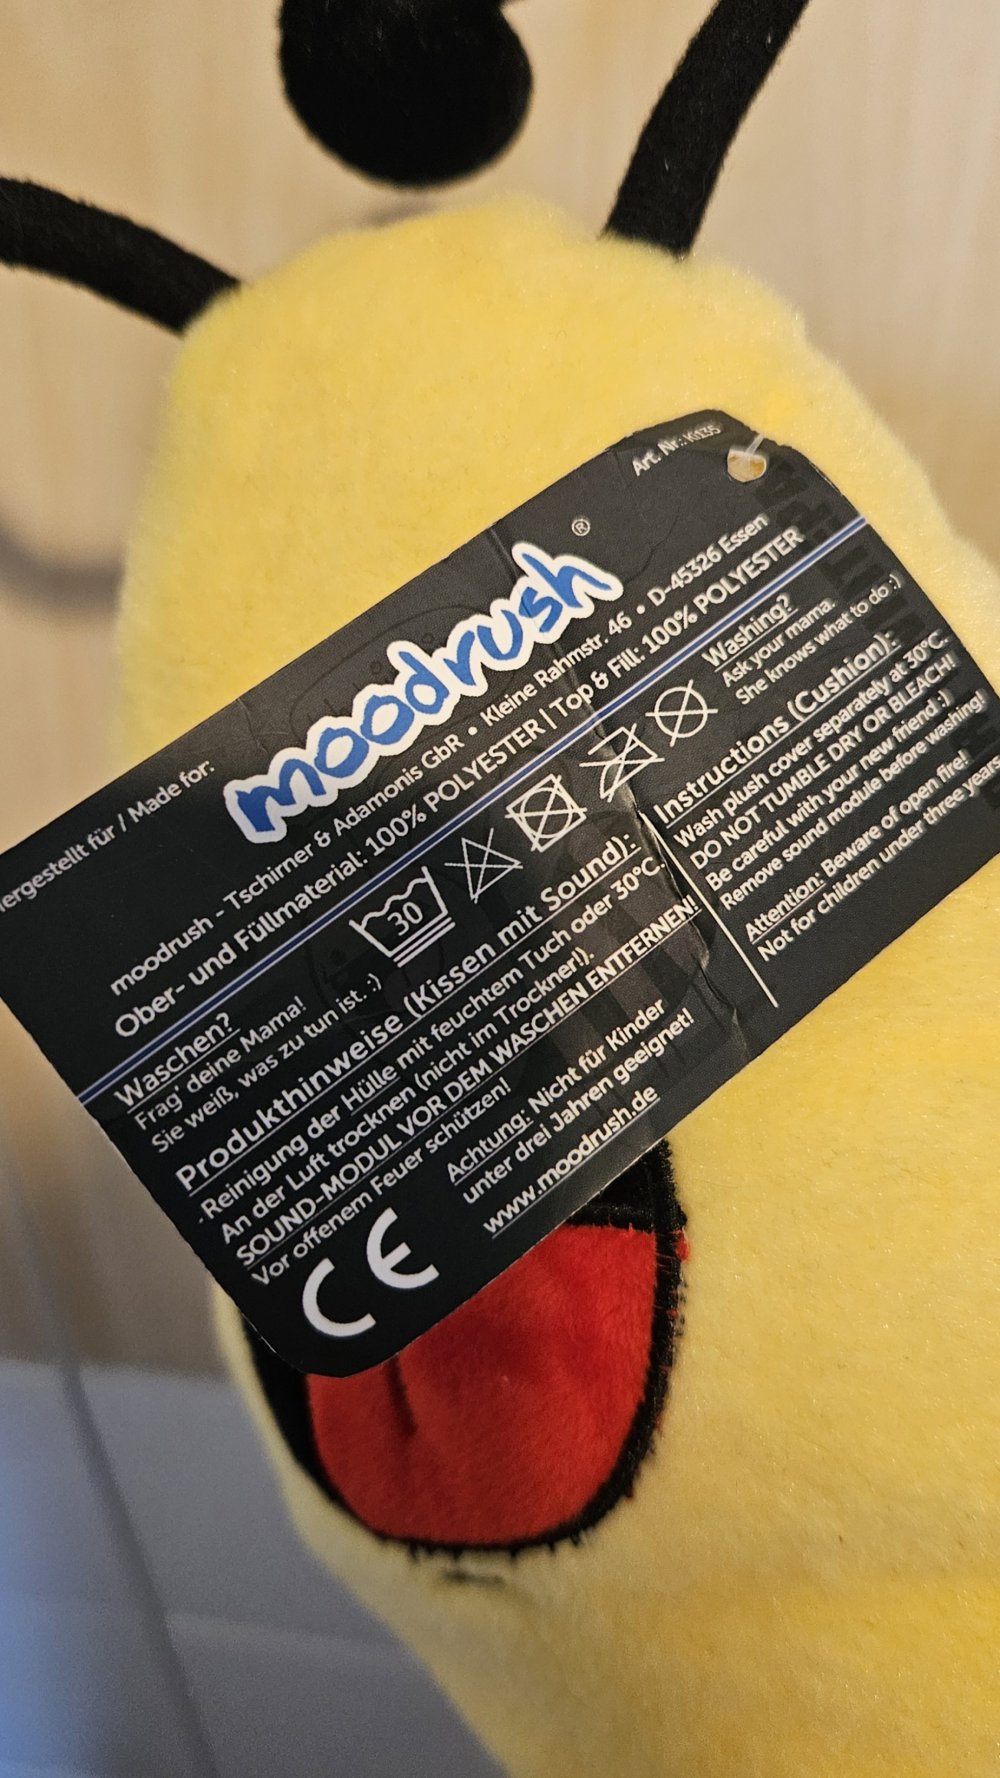 Art. Nr.: K0135
Hergestellt für / Made for:
moodrush®
moodrush - Tschirner & Adamonis GbR • Kleine Rahmstr. 46 • D-45326 Essen
Ober- und Füllmaterial: 100% POLYESTER | Top & Fill: 100% POLYESTER
Waschen?
Frag' deine Mama!
Sie weiß, was zu tun ist :)
30
Washing?
Ask your mama.
She knows what to do :)
Produkthinweise (Kissen mit Sound):
Reinigung der Hülle mit feuchtem Tuch oder 30°C.
An der Luft trocknen (nicht im Trockner!).
SOUND-MODUL VOR DEM WASCHEN ENTFERNEN!
Vor offenem Feuer schützen!
Achtung: Nicht für Kinder
unter drei Jahren geeignet!
www.moodrush.de
CE
Instructions (Cushion):
Wash plush cover separately at 30°C.
DO NOT TUMBLE DRY OR BLEACH!
Be careful with your new friend :)
Remove sound module before washing!
Attention: Beware of open fire!
Not for children under three years